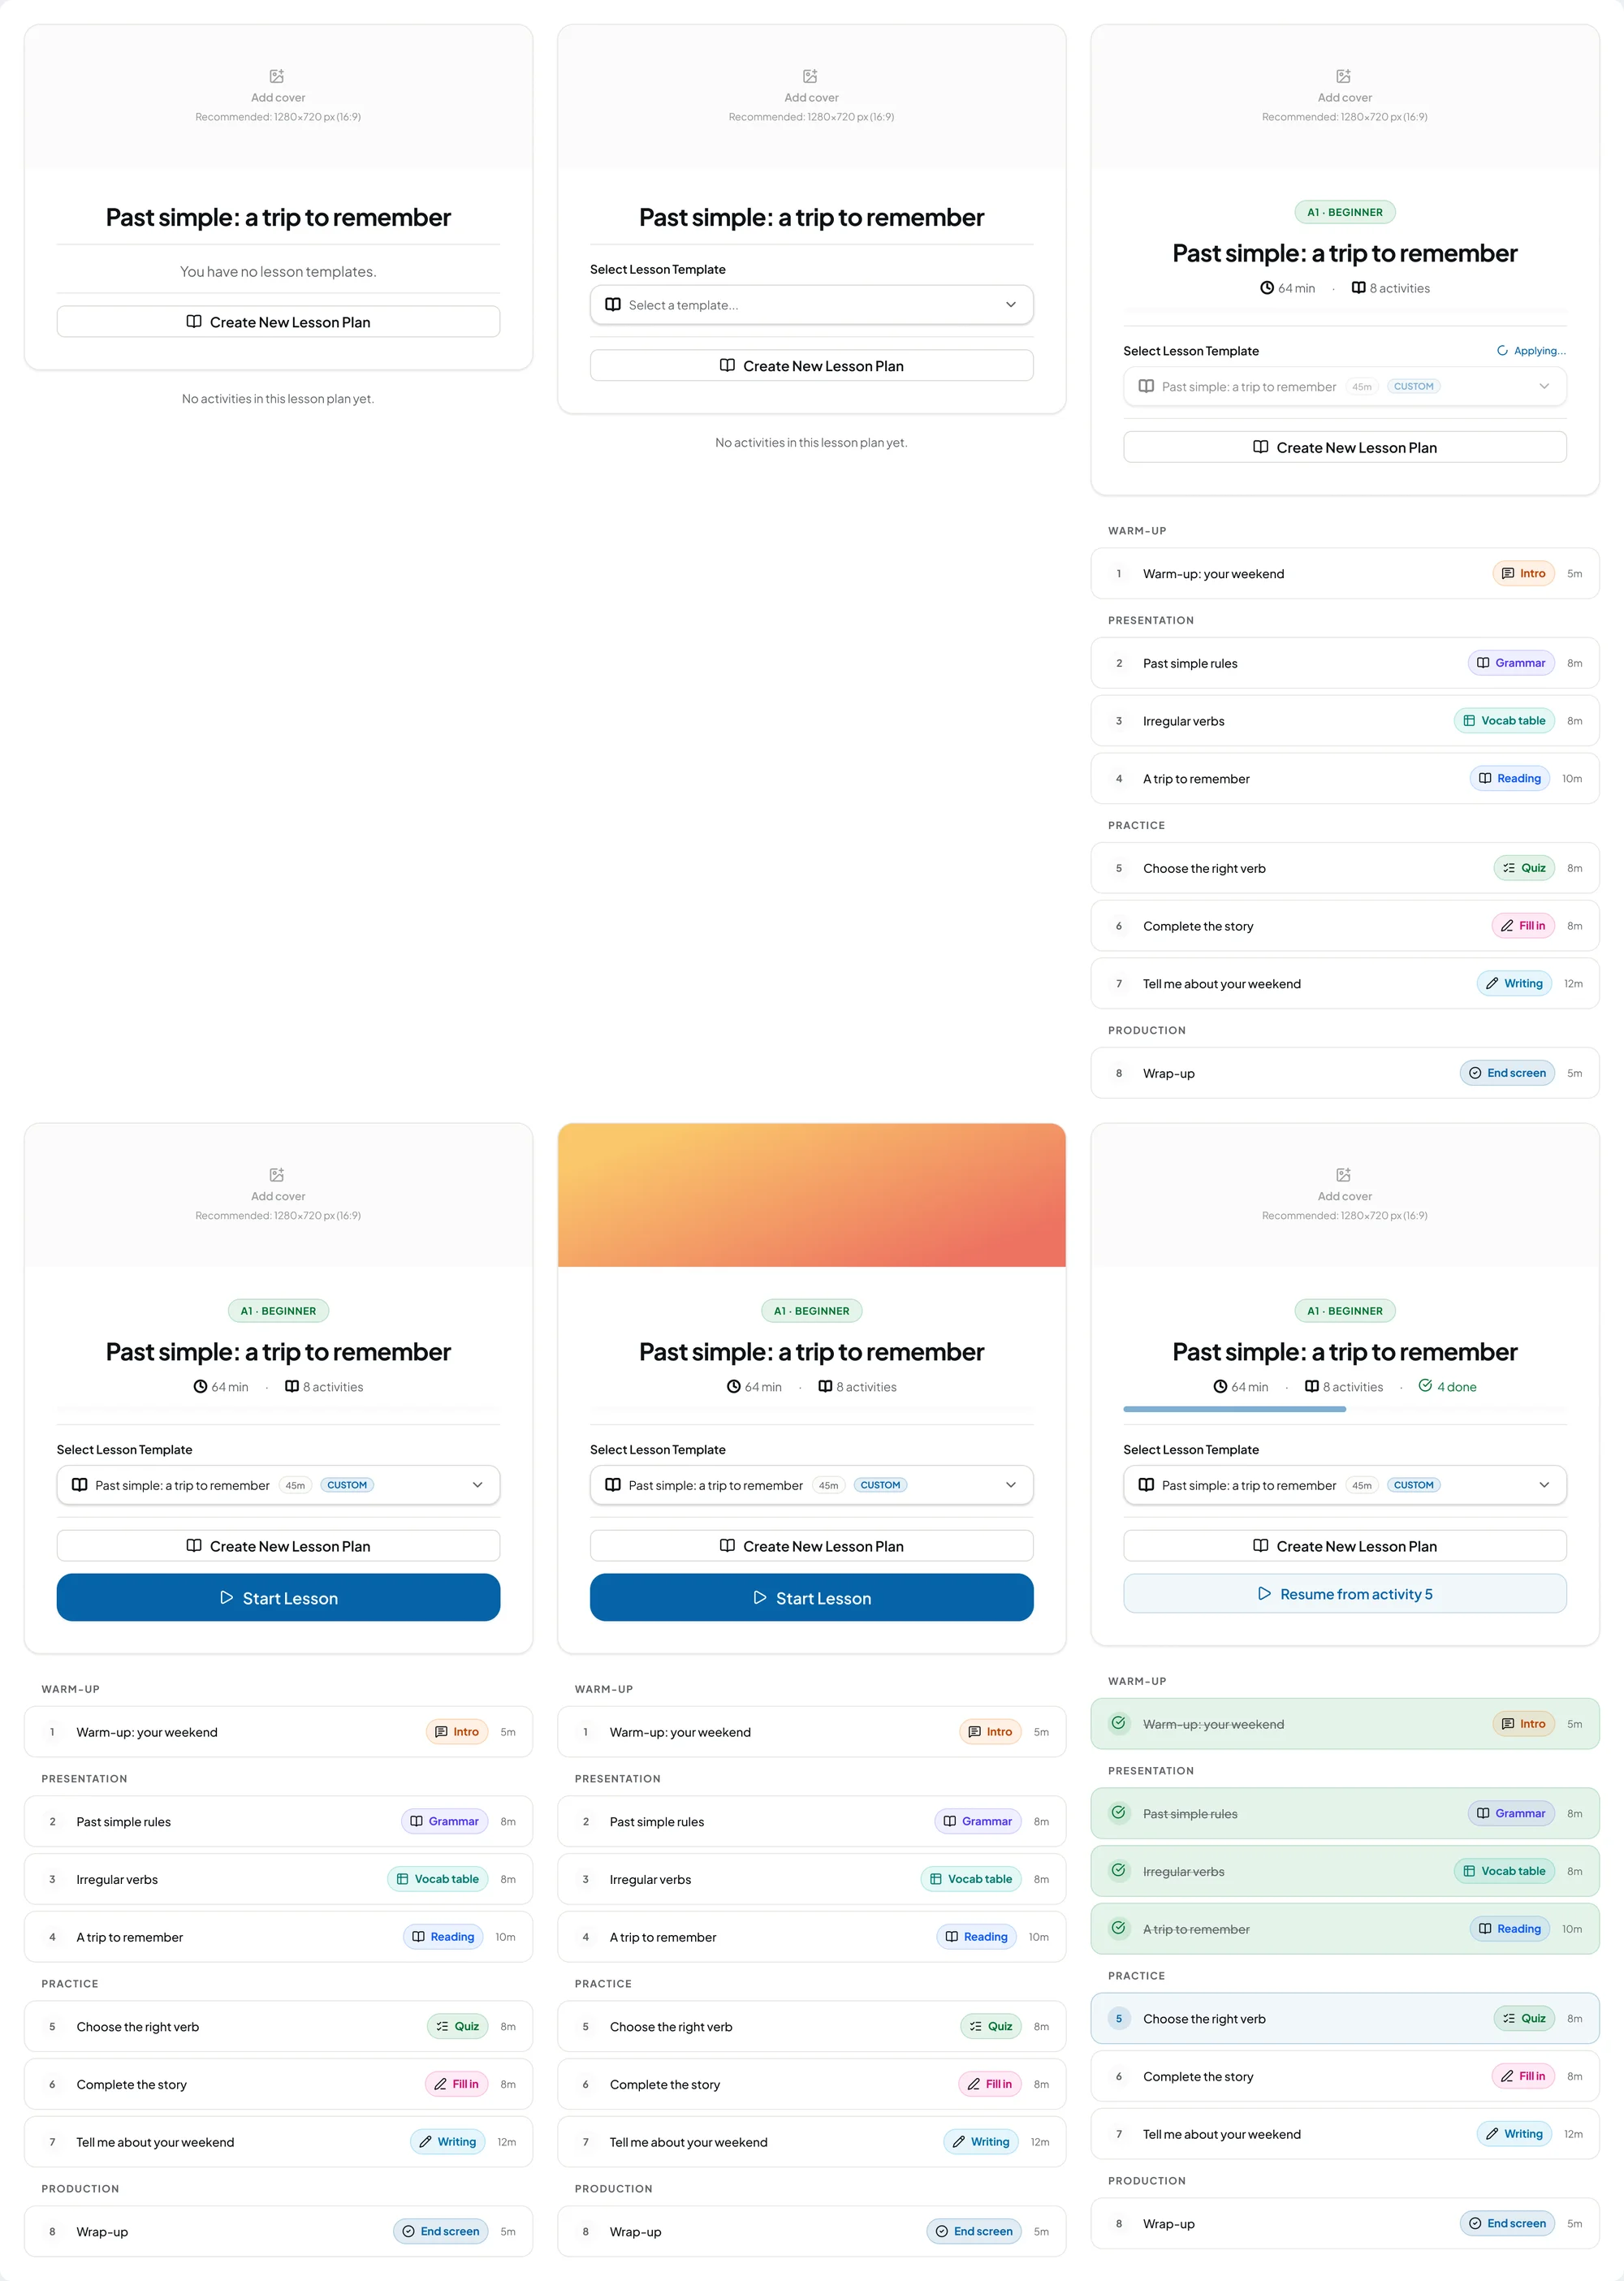 Add cover
Recommended: 1280×720 px (16:9)
Past simple: a trip to remember
You have no lesson templates.
Create New Lesson Plan
No activities in this lesson plan yet.
Add cover
Recommended: 1280×720 px (16:9)
Past simple: a trip to remember
Select Lesson Template
Select a template...
Create New Lesson Plan
No activities in this lesson plan yet.
Add cover
Recommended: 1280×720 px (16:9)
A1 · BEGINNER
Past simple: a trip to remember
64 min · 8 activities
Select Lesson Template Applying...
Past simple: a trip to remember 45m CUSTOM
Create New Lesson Plan
WARM-UP
1 Warm-up: your weekend Intro 5m
PRESENTATION
2 Past simple rules Grammar 8m
3 Irregular verbs Vocab table 8m
4 A trip to remember Reading 10m
PRACTICE
5 Choose the right verb Quiz 8m
6 Complete the story Fill in 8m
7 Tell me about your weekend Writing 12m
PRODUCTION
8 Wrap-up End screen 5m
Add cover
Recommended: 1280×720 px (16:9)
A1 · BEGINNER
Past simple: a trip to remember
64 min · 8 activities
Select Lesson Template
Past simple: a trip to remember 45m CUSTOM
Create New Lesson Plan
Start Lesson
WARM-UP
1 Warm-up: your weekend Intro 5m
PRESENTATION
2 Past simple rules Grammar 8m
3 Irregular verbs Vocab table 8m
4 A trip to remember Reading 10m
PRACTICE
5 Choose the right verb Quiz 8m
6 Complete the story Fill in 8m
7 Tell me about your weekend Writing 12m
PRODUCTION
8 Wrap-up End screen 5m
A1 · BEGINNER
Past simple: a trip to remember
64 min · 8 activities
Select Lesson Template
Past simple: a trip to remember 45m CUSTOM
Create New Lesson Plan
Start Lesson
WARM-UP
1 Warm-up: your weekend Intro 5m
PRESENTATION
2 Past simple rules Grammar 8m
3 Irregular verbs Vocab table 8m
4 A trip to remember Reading 10m
PRACTICE
5 Choose the right verb Quiz 8m
6 Complete the story Fill in 8m
7 Tell me about your weekend Writing 12m
PRODUCTION
8 Wrap-up End screen 5m
Add cover
Recommended: 1280×720 px (16:9)
A1 · BEGINNER
Past simple: a trip to remember
64 min · 8 activities · 4 done
Select Lesson Template
Past simple: a trip to remember 45m CUSTOM
Create New Lesson Plan
Resume from activity 5
WARM-UP
Warm-up: your weekend Intro 5m
PRESENTATION
Past simple rules Grammar 8m
Irregular verbs Vocab table 8m
A trip to remember Reading 10m
PRACTICE
5 Choose the right verb Quiz 8m
6 Complete the story Fill in 8m
7 Tell me about your weekend Writing 12m
PRODUCTION
8 Wrap-up End screen 5m